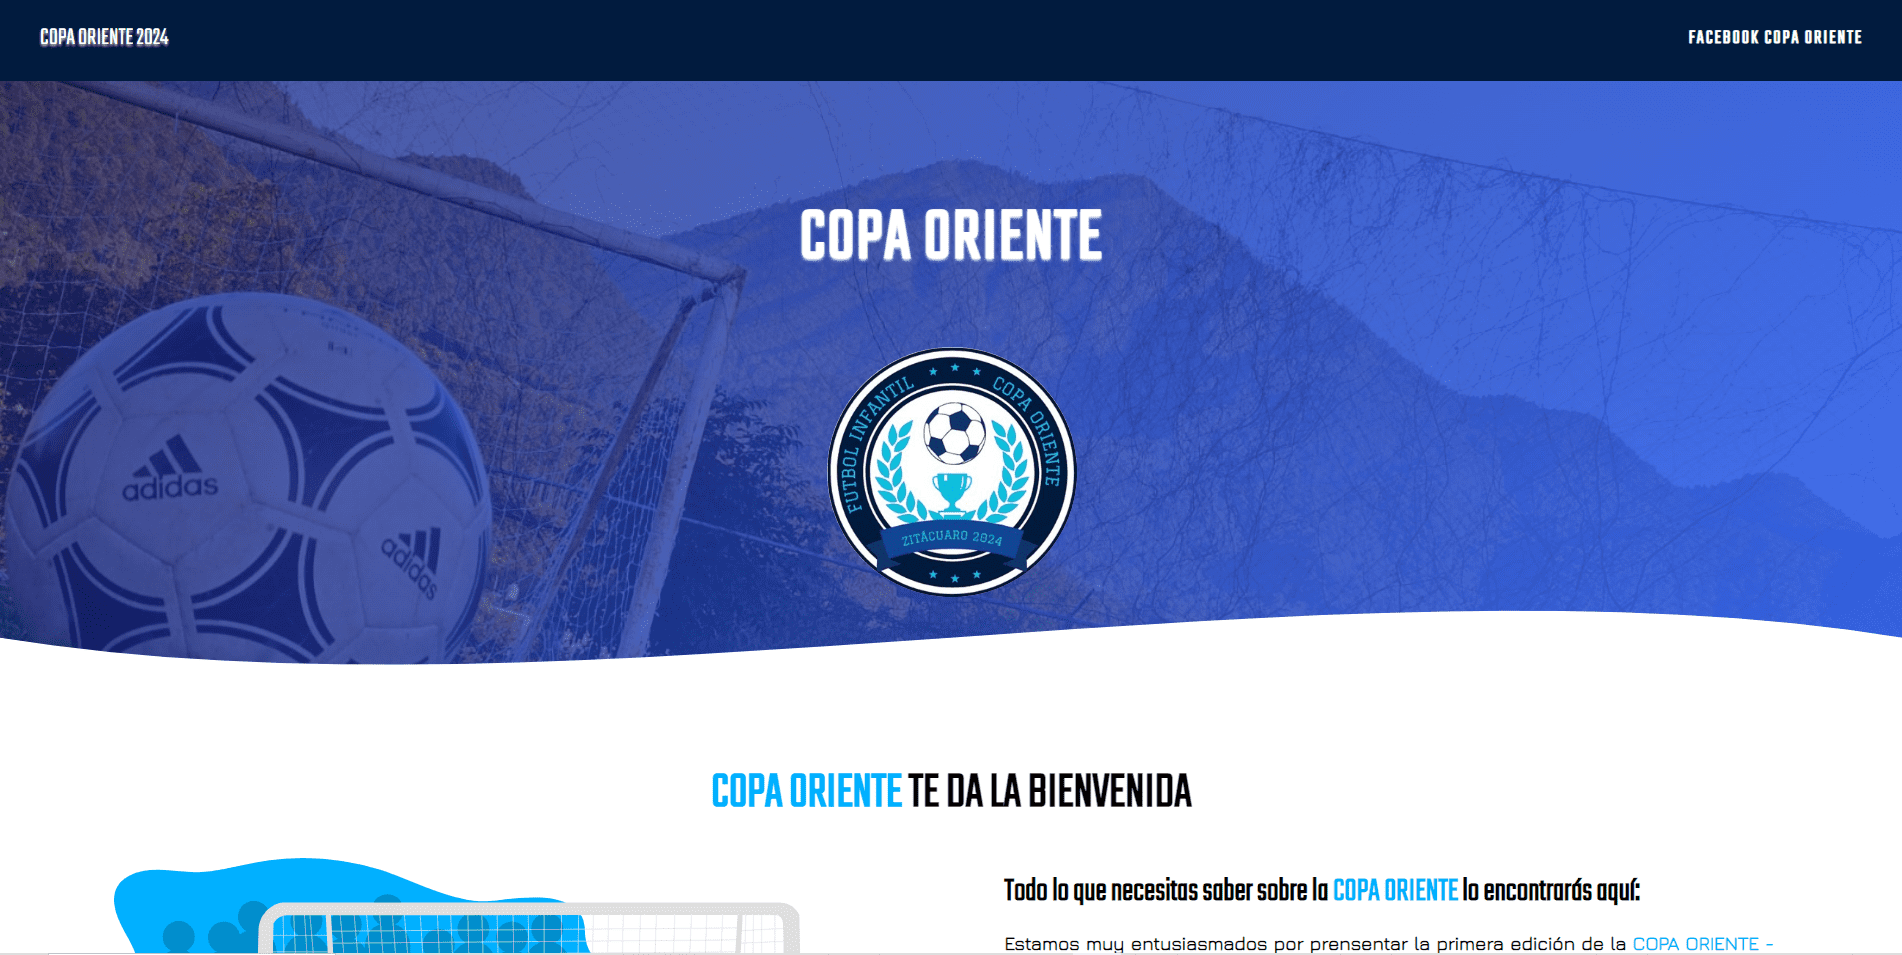 COPA ORIENTE 2024
FACEBOOK COPA ORIENTE
COPA ORIENTE
adidas
adidas
FUTBOL INFANTIL
COPA ORIENTE
ZITÁCUARO 2024
COPA ORIENTE TE DA LA BIENVENIDA
Todo lo que necesitas saber sobre la COPA ORIENTE lo encontrarás aquí:
Estamos muy entusiasmados por prensentar la primera edición de la COPA ORIENTE -